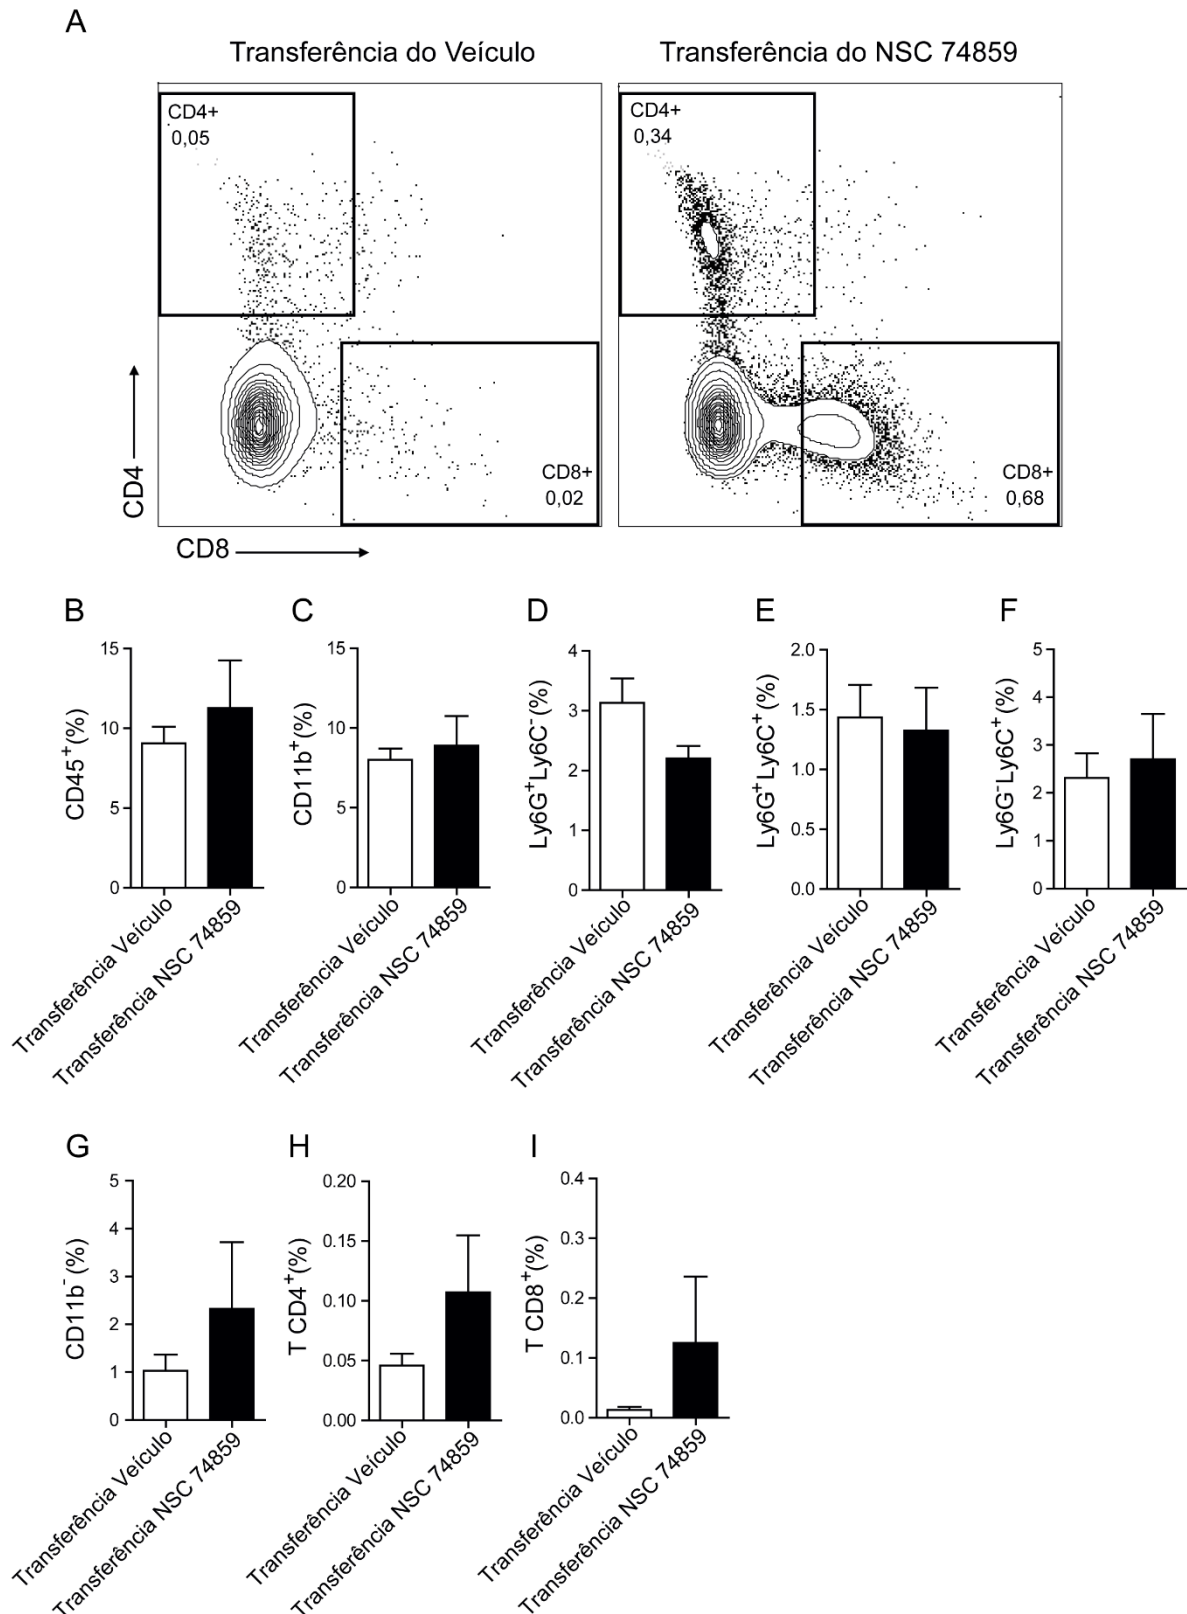 A
Transferência do Veículo
Transferência do NSC 74859
CD4+
0,05
CD8+
0,02
CD4+
0,34
CD8+
0,68
CD4
CD8
B
CD45⁺(%)
15
10
5
0
Transferência Veículo
Transferência NSC 74859
C
CD11b⁺(%)
15
10
5
0
Transferência Veículo
Transferência NSC 74859
D
Ly6G⁺Ly6C⁻(%)
4
3
2
1
0
Transferência Veículo
Transferência NSC 74859
E
Ly6G⁺Ly6C⁺(%)
2.0
1.5
1.0
0.5
0.0
Transferência Veículo
Transferência NSC 74859
F
Ly6G⁻Ly6C⁺(%)
5
4
3
2
1
0
Transferência Veículo
Transferência NSC 74859
G
CD11b⁻(%)
5
4
3
2
1
0
Transferência Veículo
Transferência NSC 74859
H
T CD4⁺(%)
0.20
0.15
0.10
0.05
0.00
Transferência Veículo
Transferência NSC 74859
I
T CD8⁺(%)
0.4
0.3
0.2
0.1
0.0
Transferência Veículo
Transferência NSC 74859